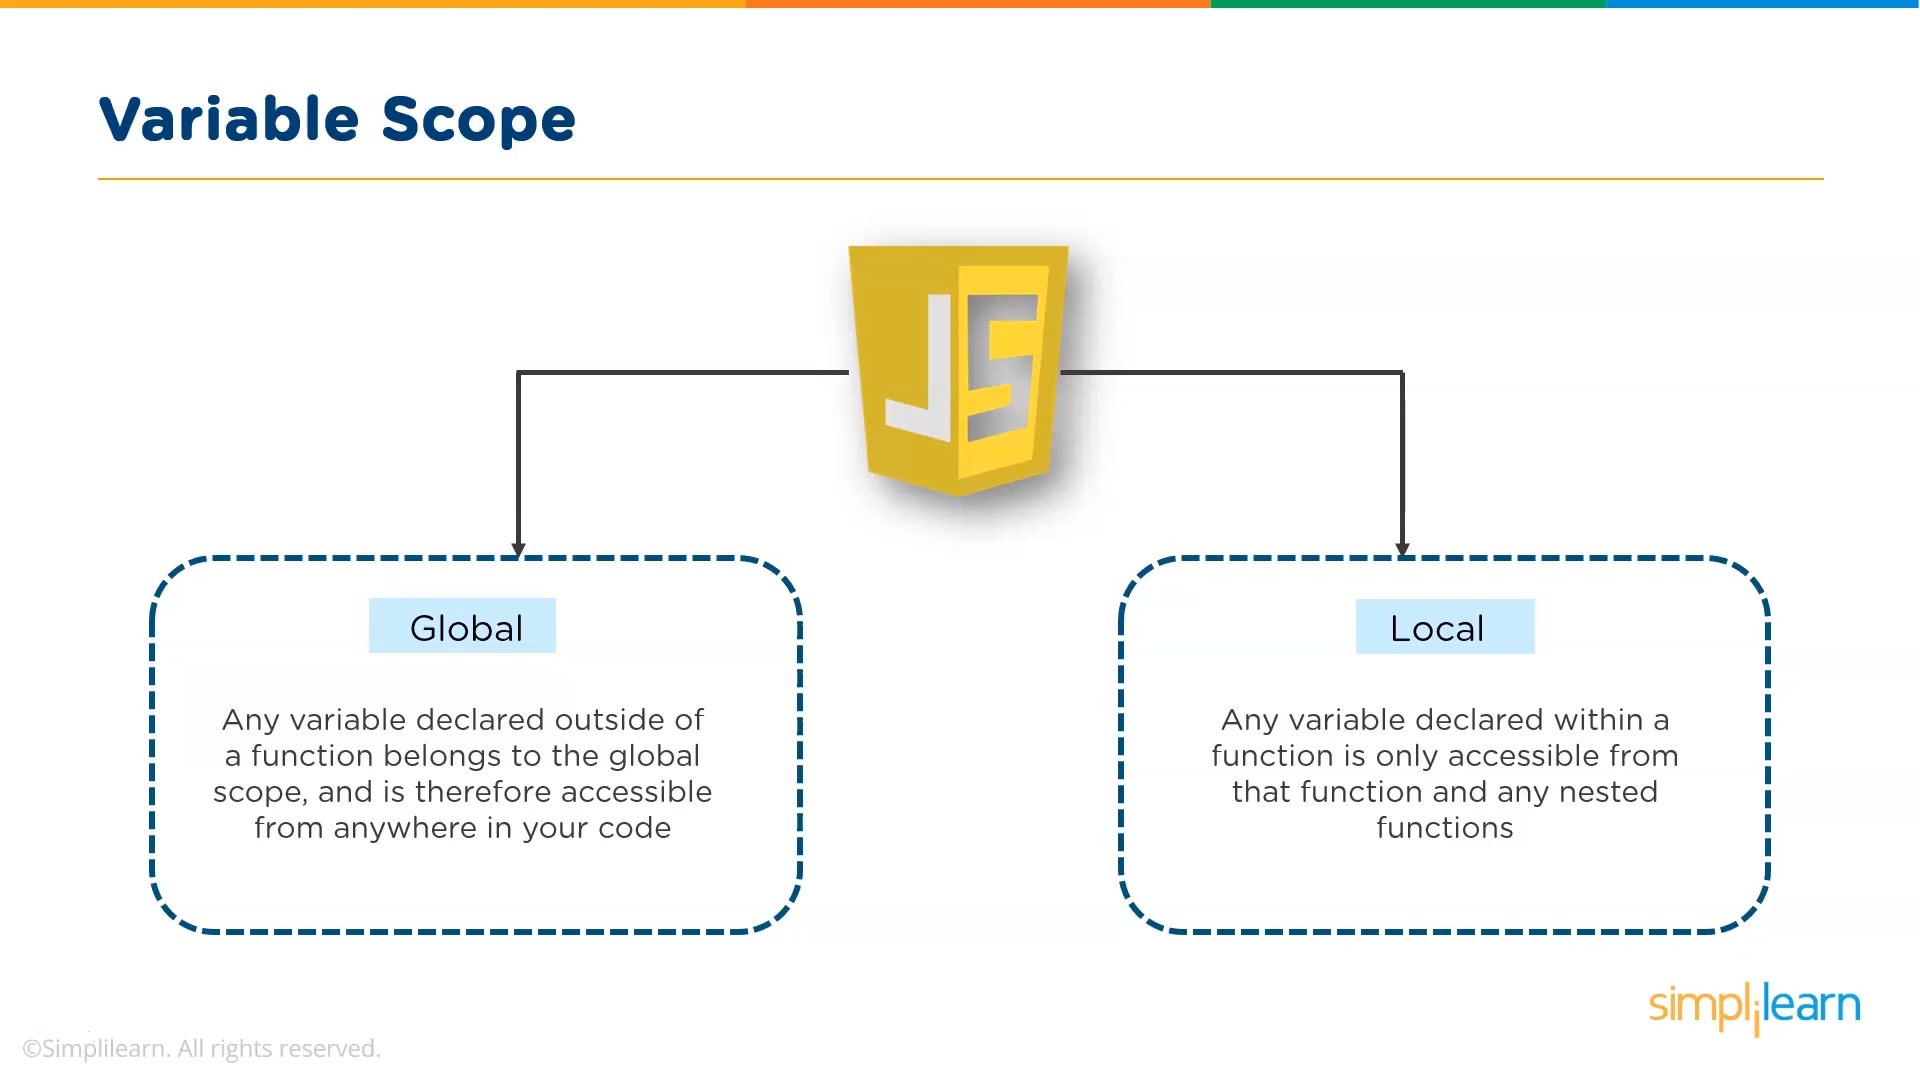 Variable Scope
JS
Global
Any variable declared outside of
a function belongs to the global
scope, and is therefore accessible
from anywhere in your code
Local
Any variable declared within a
function is only accessible from
that function and any nested
functions
simplilearn
©Simplilearn. All rights reserved.